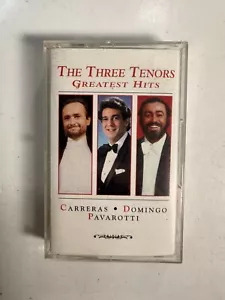 THE THREE TENORS
GREATEST HITS
CARRERAS • DOMINGO
PAVAROTTI